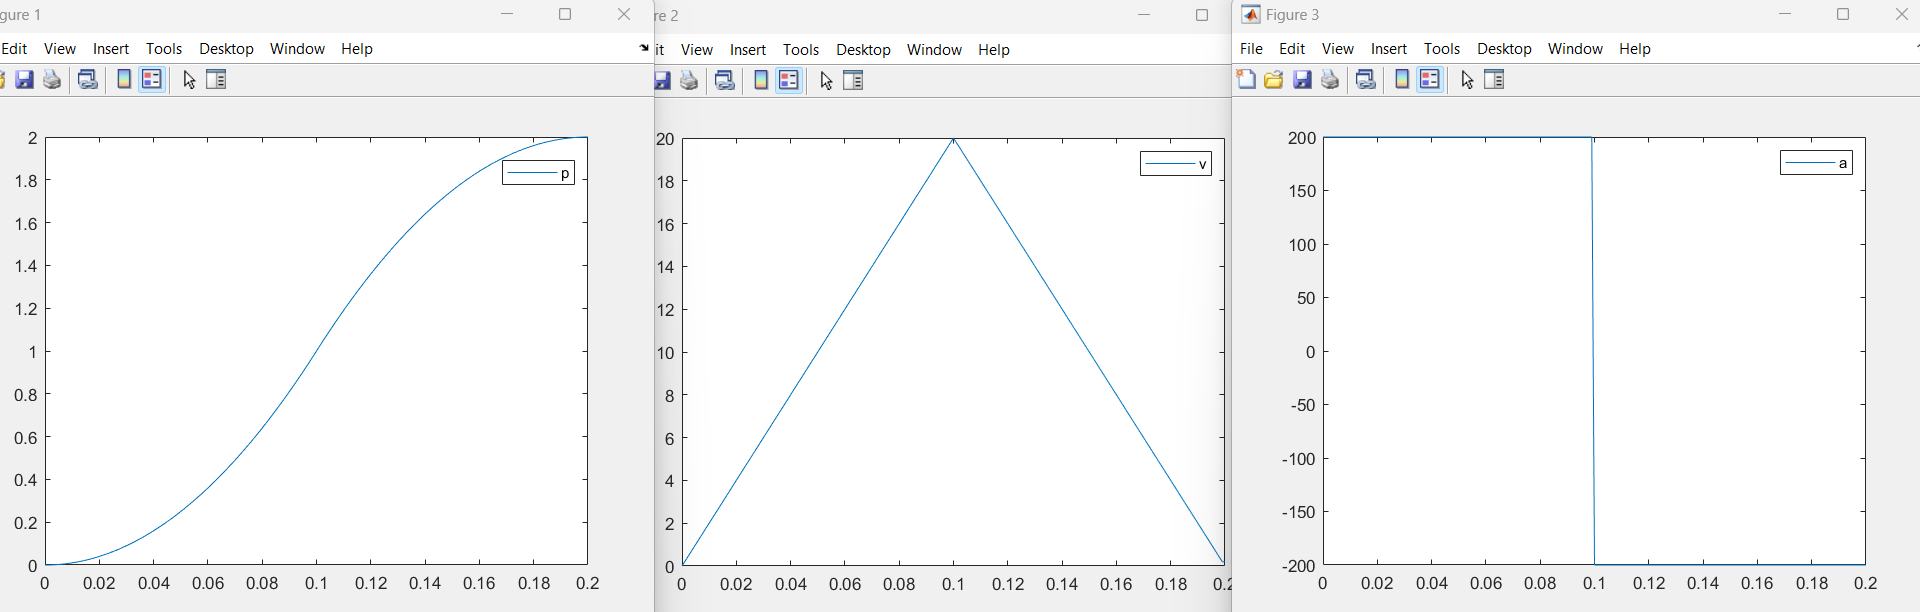 gure 1
Edit View Insert Tools Desktop Window Help
p
2
1.8
1.6
1.4
1.2
1
0.8
0.6
0.4
0.2
0
0 0.02 0.04 0.06 0.08 0.1 0.12 0.14 0.16 0.18 0.2
re 2
it View Insert Tools Desktop Window Help
v
20
18
16
14
12
10
8
6
4
2
0
0 0.02 0.04 0.06 0.08 0.1 0.12 0.14 0.16 0.18 0.2
Figure 3
File Edit View Insert Tools Desktop Window Help
a
200
150
100
50
0
-50
-100
-150
-200
0 0.02 0.04 0.06 0.08 0.1 0.12 0.14 0.16 0.18 0.2